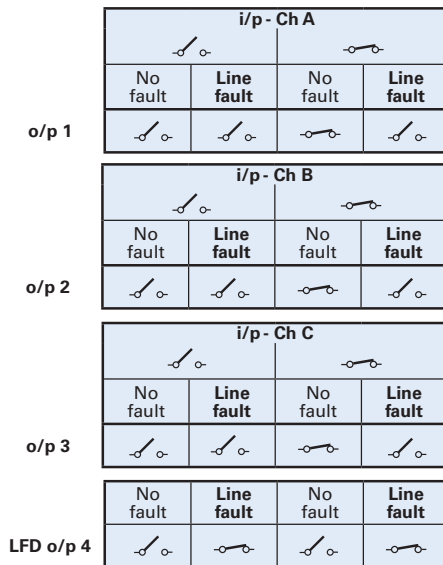 i/p - Ch A
No fault Line fault No fault Line fault
o/p 1
i/p - Ch B
No fault Line fault No fault Line fault
o/p 2
i/p - Ch C
No fault Line fault No fault Line fault
o/p 3
No fault Line fault No fault Line fault
LFD o/p 4